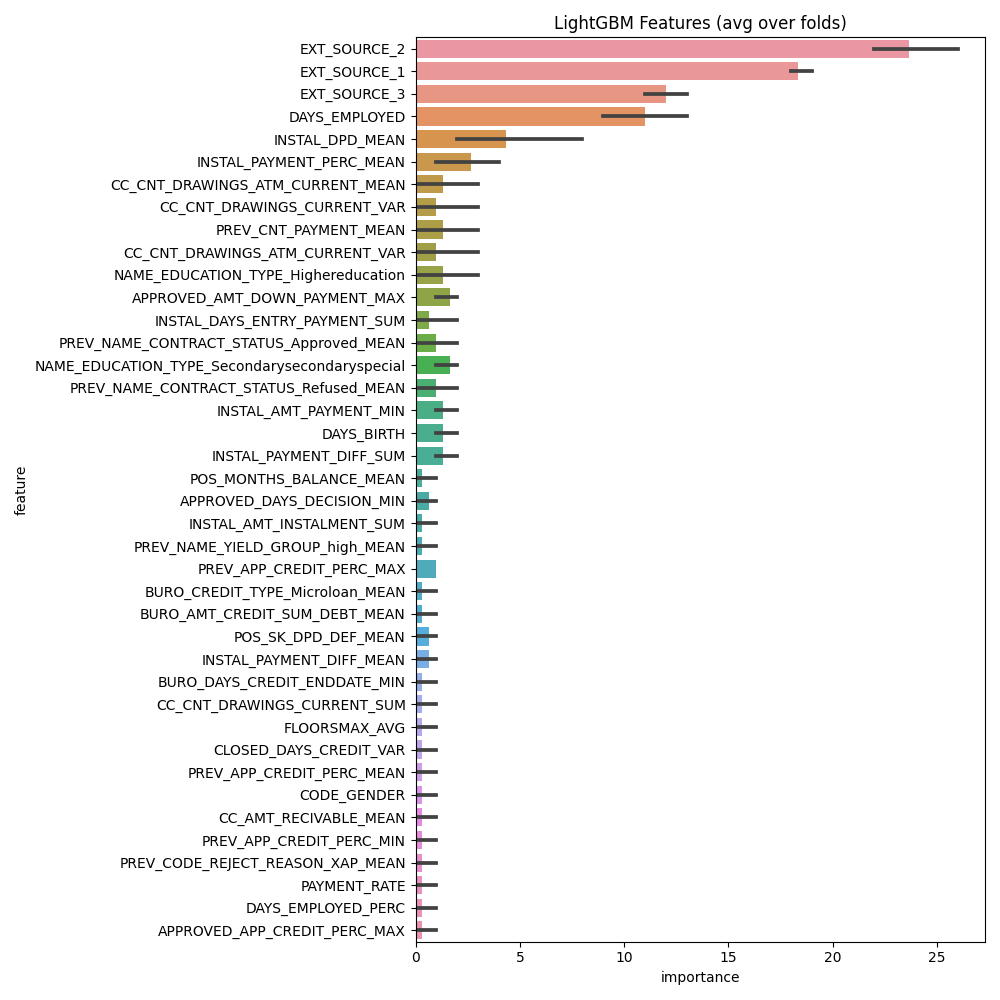 LightGBM Features (avg over folds)
EXT_SOURCE_2
EXT_SOURCE_1
EXT_SOURCE_3
DAYS_EMPLOYED
INSTAL_DPD_MEAN
INSTAL_PAYMENT_PERC_MEAN
CC_CNT_DRAWINGS_ATM_CURRENT_MEAN
CC_CNT_DRAWINGS_CURRENT_VAR
PREV_CNT_PAYMENT_MEAN
CC_CNT_DRAWINGS_ATM_CURRENT_VAR
NAME_EDUCATION_TYPE_Highereducation
APPROVED_AMT_DOWN_PAYMENT_MAX
INSTAL_DAYS_ENTRY_PAYMENT_SUM
PREV_NAME_CONTRACT_STATUS_Approved_MEAN
NAME_EDUCATION_TYPE_Secondarysecondaryspecial
PREV_NAME_CONTRACT_STATUS_Refused_MEAN
INSTAL_AMT_PAYMENT_MIN
DAYS_BIRTH
INSTAL_PAYMENT_DIFF_SUM
POS_MONTHS_BALANCE_MEAN
APPROVED_DAYS_DECISION_MIN
INSTAL_AMT_INSTALMENT_SUM
PREV_NAME_YIELD_GROUP_high_MEAN
PREV_APP_CREDIT_PERC_MAX
BURO_CREDIT_TYPE_Microloan_MEAN
BURO_AMT_CREDIT_SUM_DEBT_MEAN
POS_SK_DPD_DEF_MEAN
INSTAL_PAYMENT_DIFF_MEAN
BURO_DAYS_CREDIT_ENDDATE_MIN
CC_CNT_DRAWINGS_CURRENT_SUM
FLOORSMAX_AVG
CLOSED_DAYS_CREDIT_VAR
PREV_APP_CREDIT_PERC_MEAN
CODE_GENDER
CC_AMT_RECIVABLE_MEAN
PREV_APP_CREDIT_PERC_MIN
PREV_CODE_REJECT_REASON_XAP_MEAN
PAYMENT_RATE
DAYS_EMPLOYED_PERC
APPROVED_APP_CREDIT_PERC_MAX
feature
0 5 10 15 20 25
importance